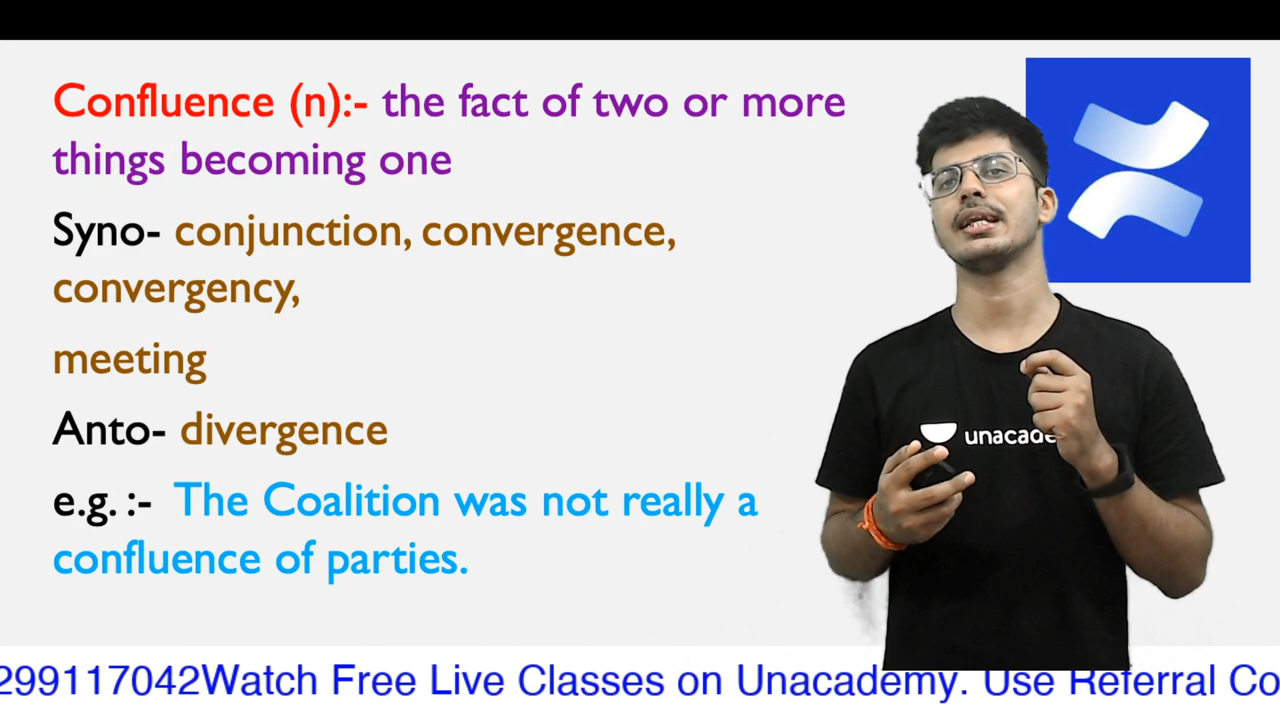 Confluence (n):- the fact of two or more
things becoming one
Syno- conjunction, convergence,
convergency,
meeting
Anto- divergence
e.g. :- The Coalition was not really a
confluence of parties.
unacade
299117042Watch Free Live Classes on Unacademy. Use Referral Co